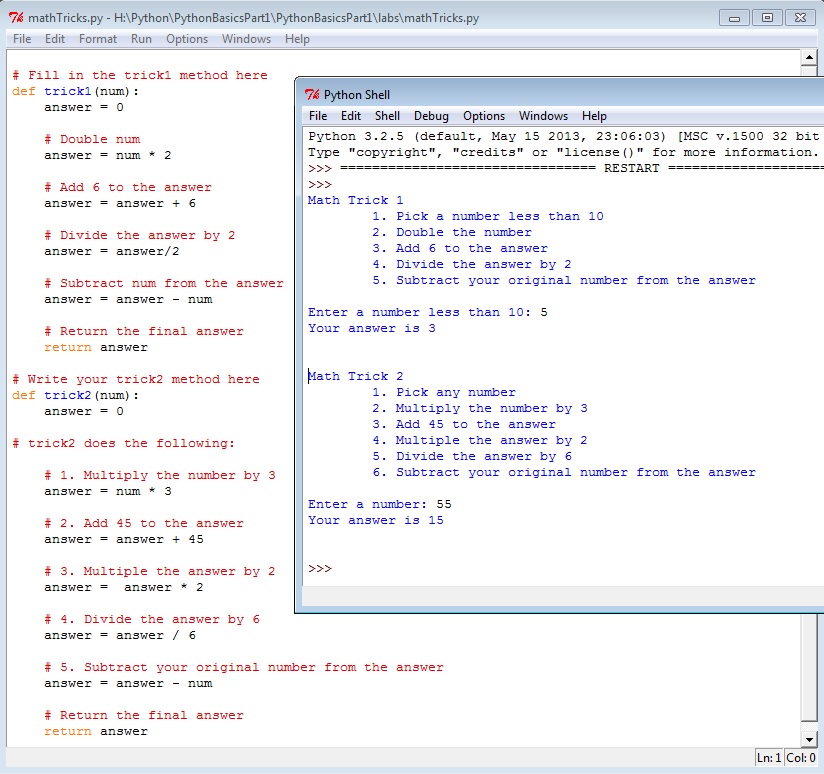 mathTricks.py - H:\Python\PythonBasicsPart1\PythonBasicsPart1\labs\mathTricks.py
File Edit Format Run Options Windows Help
# Fill in the trick1 method here
def trick1(num):
answer = 0
# Double num
answer = num * 2
# Add 6 to the answer
answer = answer + 6
# Divide the answer by 2
answer = answer/2
# Subtract num from the answer
answer = answer - num
# Return the final answer
return answer
# Write your trick2 method here
def trick2(num):
answer = 0
# trick2 does the following:
# 1. Multiply the number by 3
answer = num * 3
# 2. Add 45 to the answer
answer = answer + 45
# 3. Multiple the answer by 2
answer =  answer * 2
# 4. Divide the answer by 6
answer = answer / 6
# 5. Subtract your original number from the answer
answer = answer - num
# Return the final answer
return answer
Python Shell
File Edit Shell Debug Options Windows Help
Python 3.2.5 (default, May 15 2013, 23:06:03) [MSC v.1500 32 bit
Type "copyright", "credits" or "license()" for more information.
>>> ================================ RESTART ====================
>>>
Math Trick 1
1. Pick a number less than 10
2. Double the number
3. Add 6 to the answer
4. Divide the answer by 2
5. Subtract your original number from the answer
Enter a number less than 10: 5
Your answer is 3
Math Trick 2
1. Pick any number
2. Multiply the number by 3
3. Add 45 to the answer
4. Multiple the answer by 2
5. Divide the answer by 6
6. Subtract your original number from the answer
Enter a number: 55
Your answer is 15
>>>
Ln: 1 Col: 0